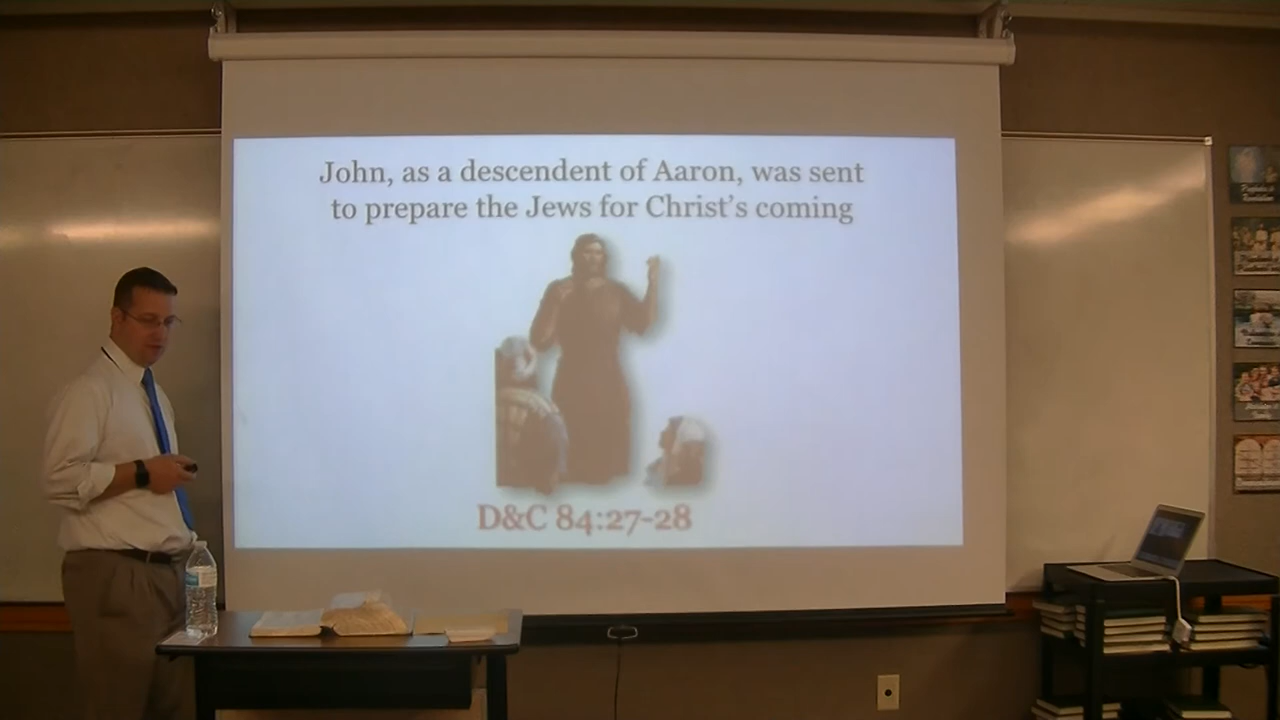 John, as a descendent of Aaron, was sent
to prepare the Jews for Christ's coming
D&C 84:27-28